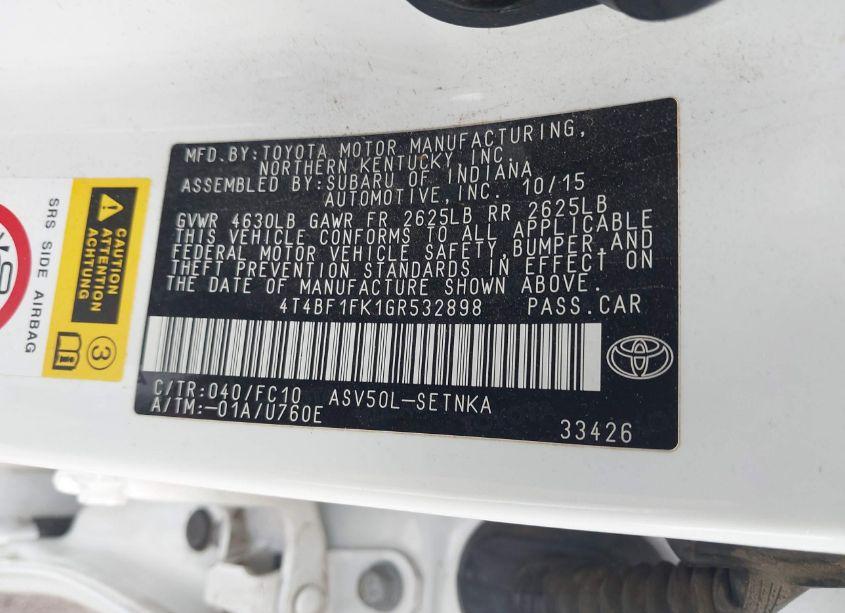 MFD.BY:TOYOTA MOTOR MANUFACTURING,
NORTHERN KENTUCKY, INC.
ASSEMBLED BY:SUBARU OF INDIANA
AUTOMOTIVE, INC. 10/15
GVWR 4630LB GAWR FR 2625LB RR 2625LB
THIS VEHICLE CONFORMS TO ALL APPLICABLE
FEDERAL MOTOR VEHICLE SAFETY, BUMPER, AND
THEFT PREVENTION STANDARDS IN EFFECT ON
THE DATE OF MANUFACTURE SHOWN ABOVE.
4T4BF1FK1GR532898 PASS.CAR
C/TR:040/FC10 ASV50L-SETNKA
A/TM:-01A/U760E
33426
SRS SIDE AIRBAG
CAUTION
ATTENTION
ACHTUNG
3